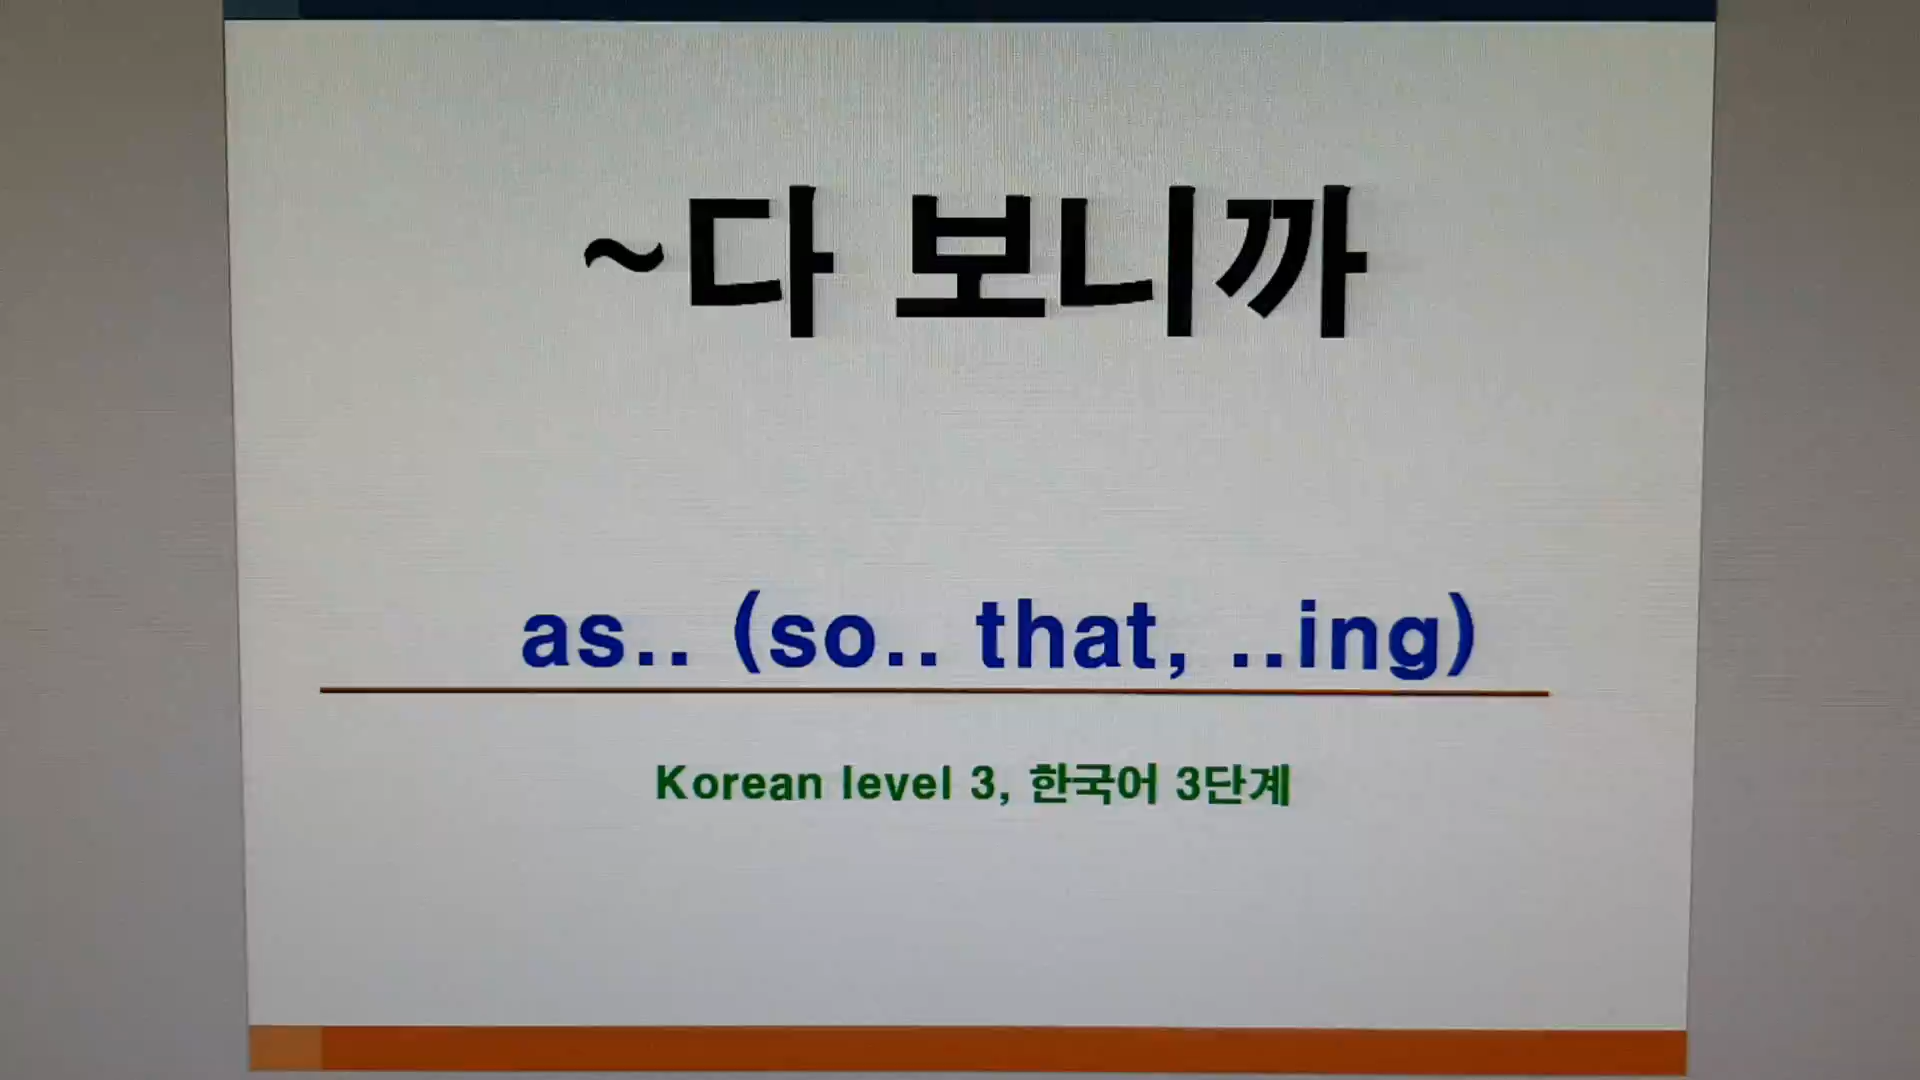 ~다 보니까
as.. (so.. that, ..ing)
Korean level 3, 한국어 3단계